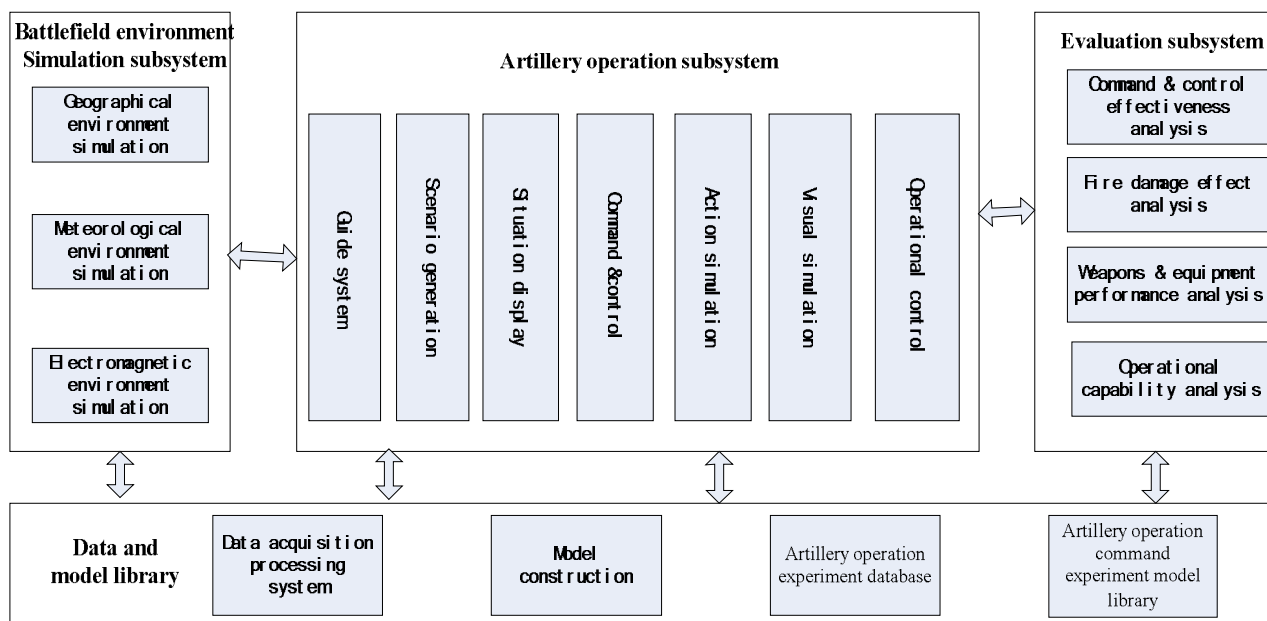 Battlefield environment
Simulation subsystem
Geographical
environment
simulation
Meteorological
environment
simulation
Electromagnetic
environment
simulation
Artillery operation subsystem
Guide system
Scenario generation
Situation display
Command&control
Action simulation
Visual simulation
Operational control
Evaluation subsystem
Command & control
effectiveness
analysis
Fire damage effect
analysis
Weapons & equipment
performance analysis
Operational
capability analysis
Data and
model library
Data acquisition
processing
system
Model
construction
Artillery operation
experiment database
Artillery operation
command
experiment model
library